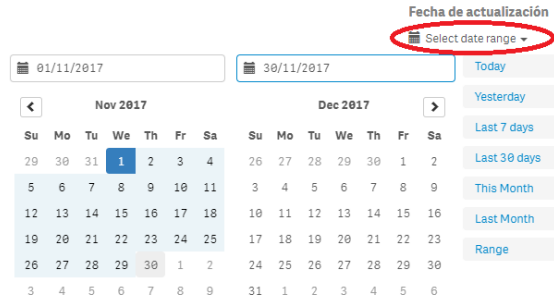 Fecha de actualización
Select date range
01/11/2017 30/11/2017 Today
Yesterday
Nov 2017 Dec 2017
Last 7 days
Su Mo Tu We Th Fr Sa Su Mo Tu We Th Fr Sa
29 30 31 1 2 3 4 26 27 28 29 30 1 2 Last 30 days
5 6 7 8 9 10 11 3 4 5 6 7 8 9 This Month
12 13 14 15 16 17 18 10 11 12 13 14 15 16 Last Month
19 20 21 22 23 24 25 17 18 19 20 21 22 23
Range
26 27 28 29 30 1 2 24 25 26 27 28 29 30
3 4 5 6 7 8 9 31 1 2 3 4 5 6